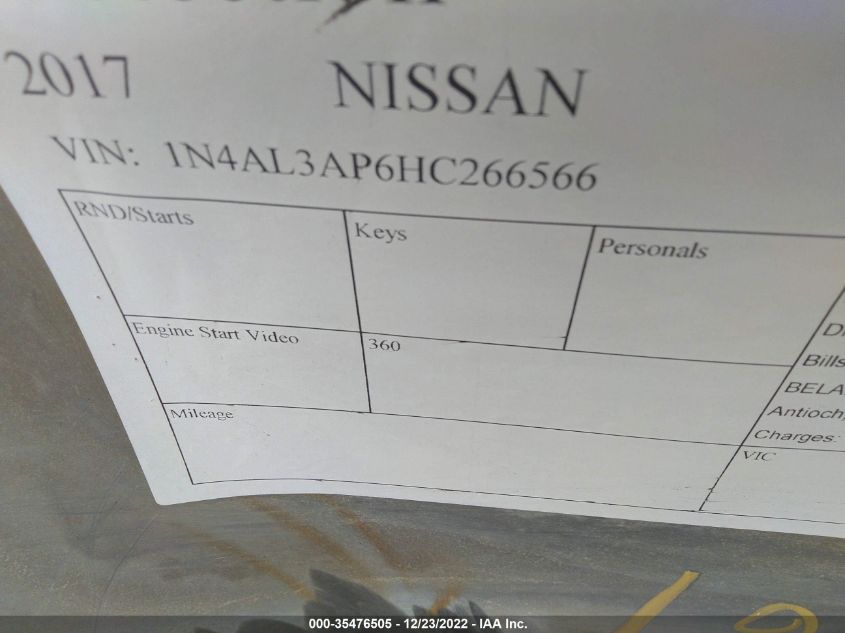 2017 NISSAN
VIN: 1N4AL3AP6HC266566
RND/Starts Keys Personals
Engine Start Video 360
Bills
Antioch,
Mileage
Charges:
VIC
000-35476505 - 12/23/2022 - IAA Inc.